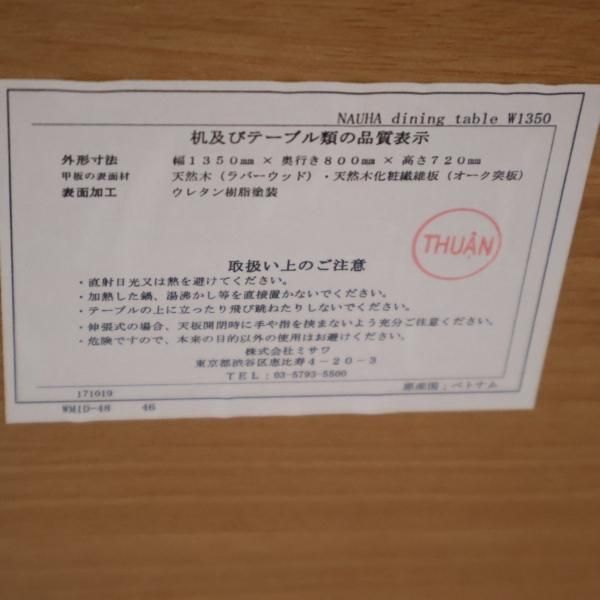 NAUHA dining table W1350
机及びテーブル類の品質表示
外形寸法 幅1350㎜ × 奥行き800㎜ × 高さ720㎜
甲板の表面材 天然木（ラバーウッド）・天然木化粧繊維板（オーク突板）
表面加工 ウレタン樹脂塗装
THUẬN
取扱い上のご注意
・直射日光又は熱を避けてください。
・加熱した鍋、湯沸かし等を直接置かないでください。
・テーブルの上に立ったり飛び跳ねたりしないでください。
・伸張式の場合、天板開閉時に手や指を挟まないよう充分ご注意ください。
・危険ですので、本来の目的以外の使用はお避けください。
株式会社ミサワ
東京都渋谷区恵比寿4－20－3
TEL：03-5793-5500
171019 原産国：ベトナム
WMID-48 46